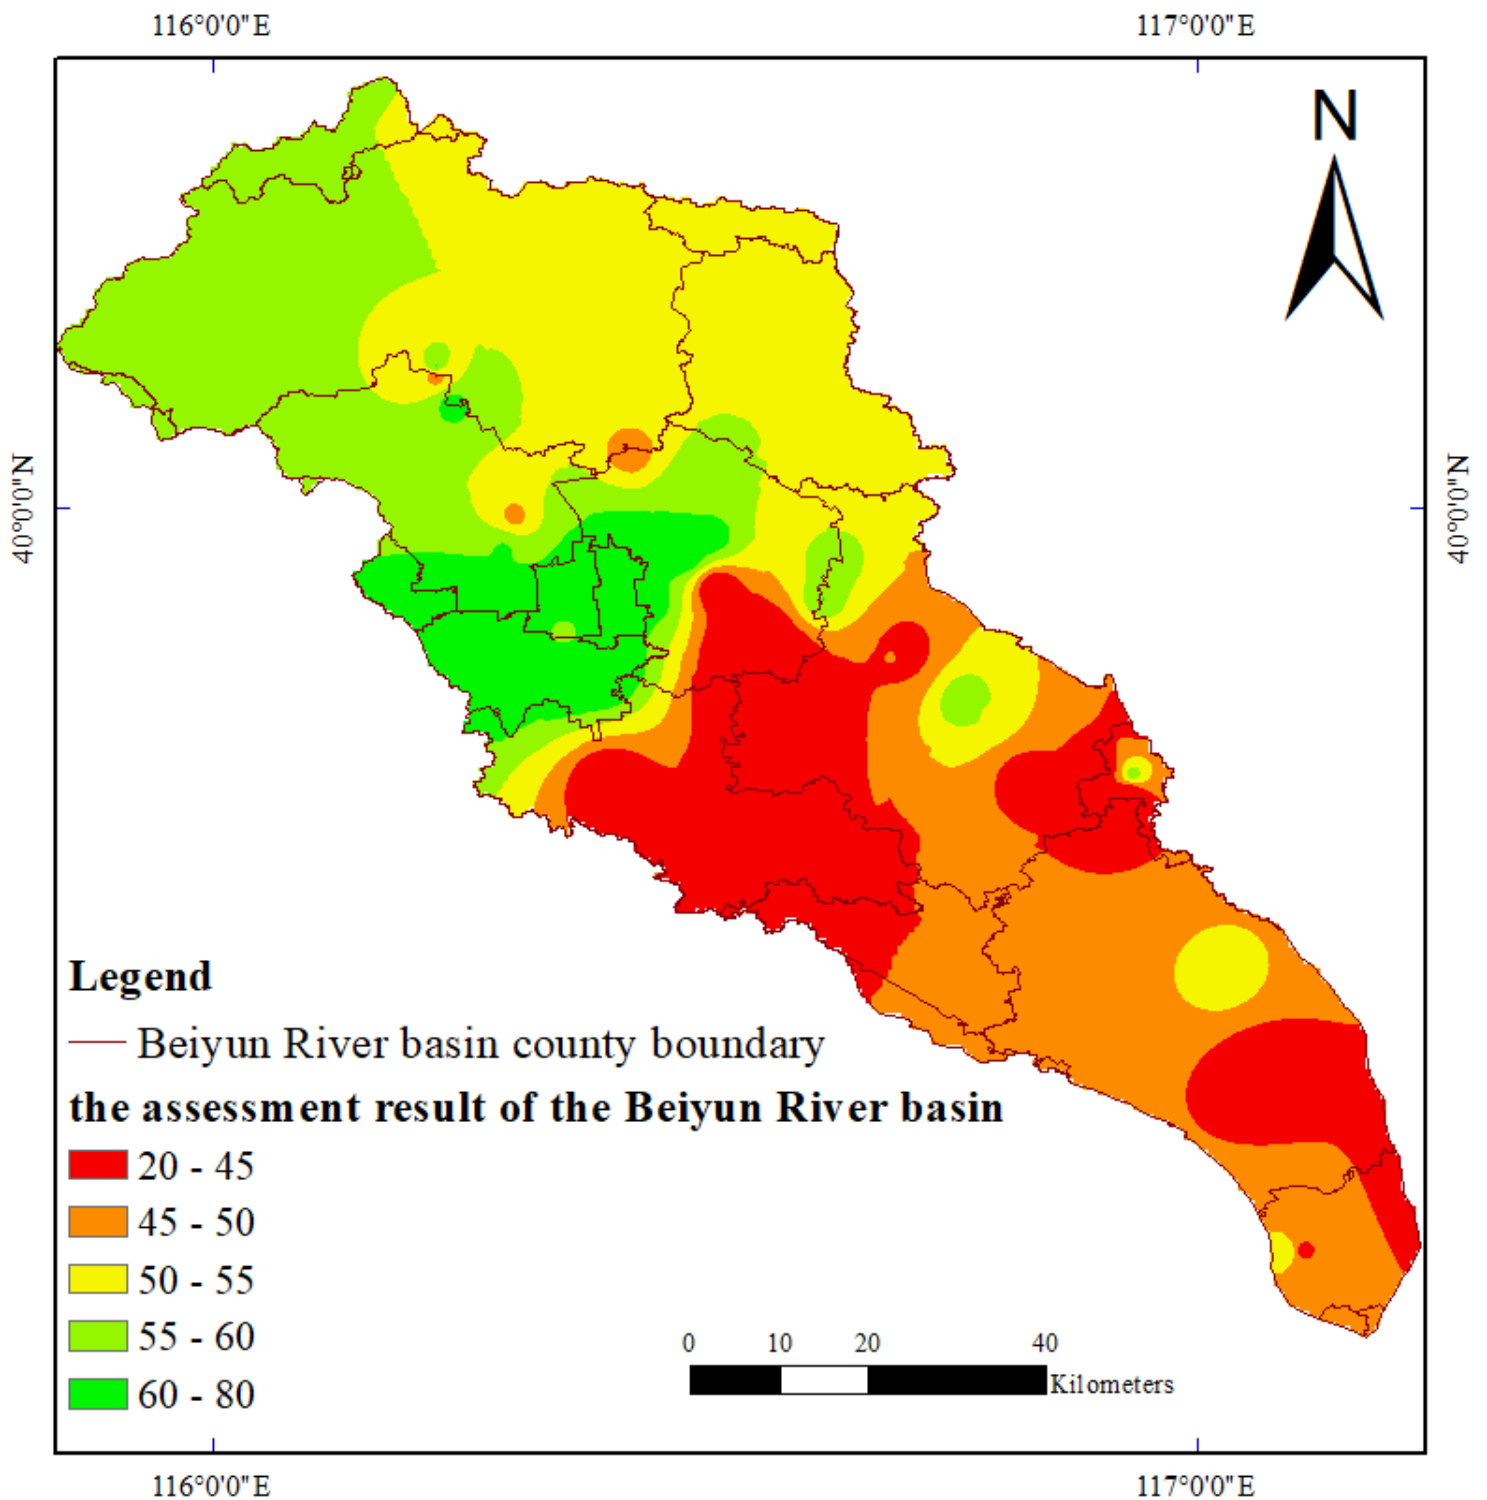 116°0'0"E
117°0'0"E
N
40°0'0"N
40°0'0"N
Legend
Beiyun River basin county boundary
the assessment result of the Beiyun River basin
20 - 45
45 - 50
50 - 55
55 - 60
60 - 80
0 10 20 40
Kilometers
116°0'0"E
117°0'0"E